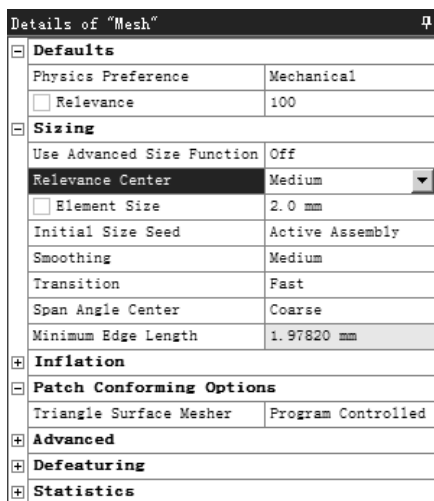 Details of "Mesh"
Defaults
Physics Preference Mechanical
Relevance 100
Sizing
Use Advanced Size Function Off
Relevance Center Medium
Element Size 2.0 mm
Initial Size Seed Active Assembly
Smoothing Medium
Transition Fast
Span Angle Center Coarse
Minimum Edge Length 1.97820 mm
Inflation
Patch Conforming Options
Triangle Surface Mesher Program Controlled
Advanced
Defeaturing
Statistics